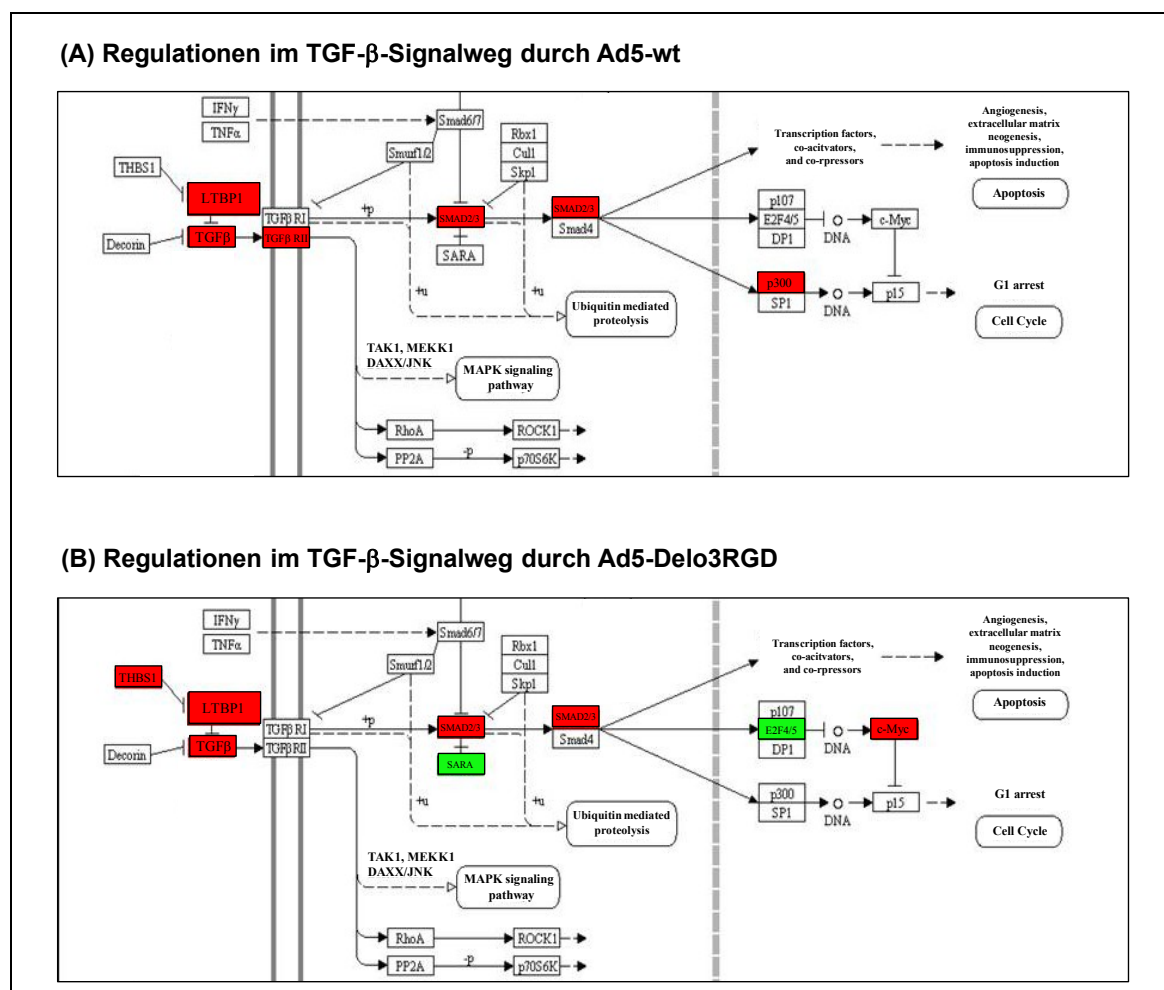 (A) Regulationen im TGF-β-Signalweg durch Ad5-wt
IFNγ
TNFα
Smad6/7
Rbx1
Cul1
Skp1
Smurf1/2
THBS1
LTBP1
Decorin
TGFβ
TGFβ RI
TGFβ RII
+p
SMAD2/3
SARA
SMAD2/3
Smad4
+u
+u
Ubiquitin mediated
proteolysis
TAK1, MEKK1
DAXX/JNK
MAPK signaling
pathway
RhoA
ROCK1
PP2A
-p
p70S6K
Transcription factors,
co-acitvators,
and co-rpressors
Angiogenesis,
extracellular matrix
neogenesis,
immunosuppression,
apoptosis induction
Apoptosis
p107
E2F4/5
DP1
DNA
c-Myc
p300
SP1
DNA
p15
G1 arrest
Cell Cycle
(B) Regulationen im TGF-β-Signalweg durch Ad5-Delo3RGD
IFNγ
TNFα
Smad6/7
Rbx1
Cul1
Skp1
Smurf1/2
THBS1
LTBP1
Decorin
TGFβ
TGFβ RI
TGFβ RII
+p
SMAD2/3
SARA
SMAD2/3
Smad4
+u
+u
Ubiquitin mediated
proteolysis
TAK1, MEKK1
DAXX/JNK
MAPK signaling
pathway
RhoA
ROCK1
PP2A
-p
p70S6K
Transcription factors,
co-acitvators,
and co-rpressors
Angiogenesis,
extracellular matrix
neogenesis,
immunosuppression,
apoptosis induction
Apoptosis
p107
E2F4/5
DP1
DNA
c-Myc
p300
SP1
DNA
p15
G1 arrest
Cell Cycle